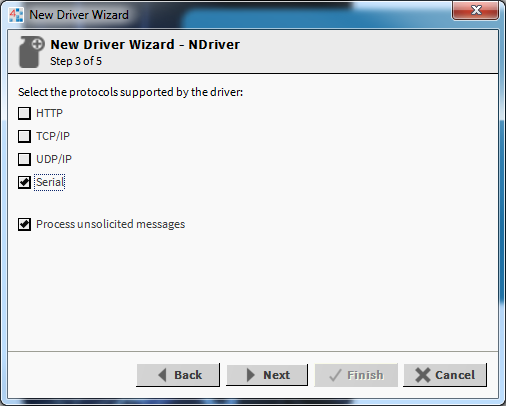 New Driver Wizard
New Driver Wizard - NDriver
Step 3 of 5
Select the protocols supported by the driver:
HTTP
TCP/IP
UDP/IP
Serial
Process unsolicited messages
Back Next Finish Cancel